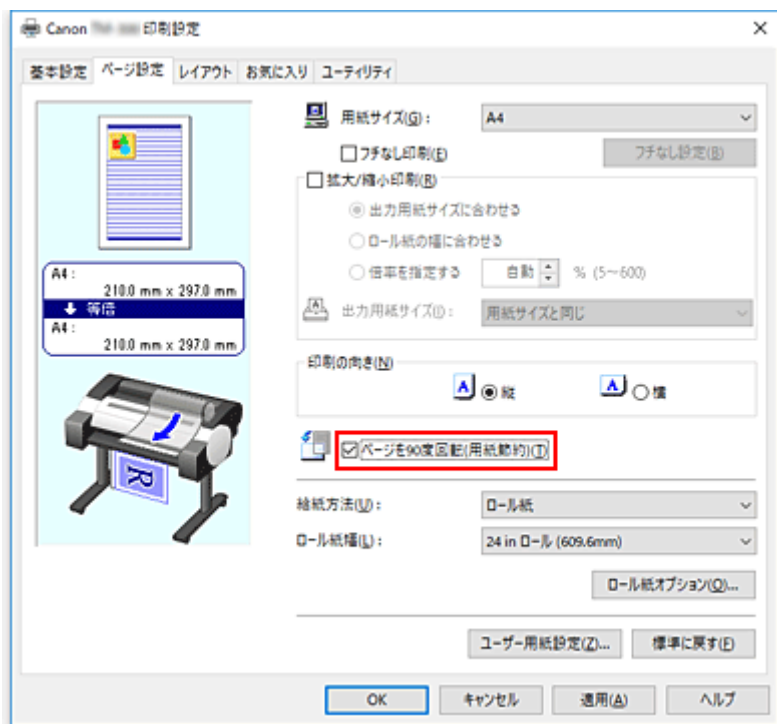 Canon 印刷設定
基本設定 ページ設定 レイアウト お気に入り ユーティリティ
用紙サイズ(G): A4
フチなし印刷(E) フチなし設定(B)
拡大/縮小印刷(R)
出力用紙サイズに合わせる
ロール紙の幅に合わせる
倍率を指定する 自動 % (5～600)
出力用紙サイズ(I): 用紙サイズと同じ
A4:
210.0 mm x 297.0 mm
等倍
A4:
210.0 mm x 297.0 mm
印刷の向き(N)
A 縦 A 横
ページを90度回転(用紙節約)(T)
R
給紙方法(U): ロール紙
ロール紙幅(L): 24 in ロール (609.6mm)
ロール紙オプション(O)...
ユーザー用紙設定(Z)... 標準に戻す(F)
OK キャンセル 適用(A) ヘルプ